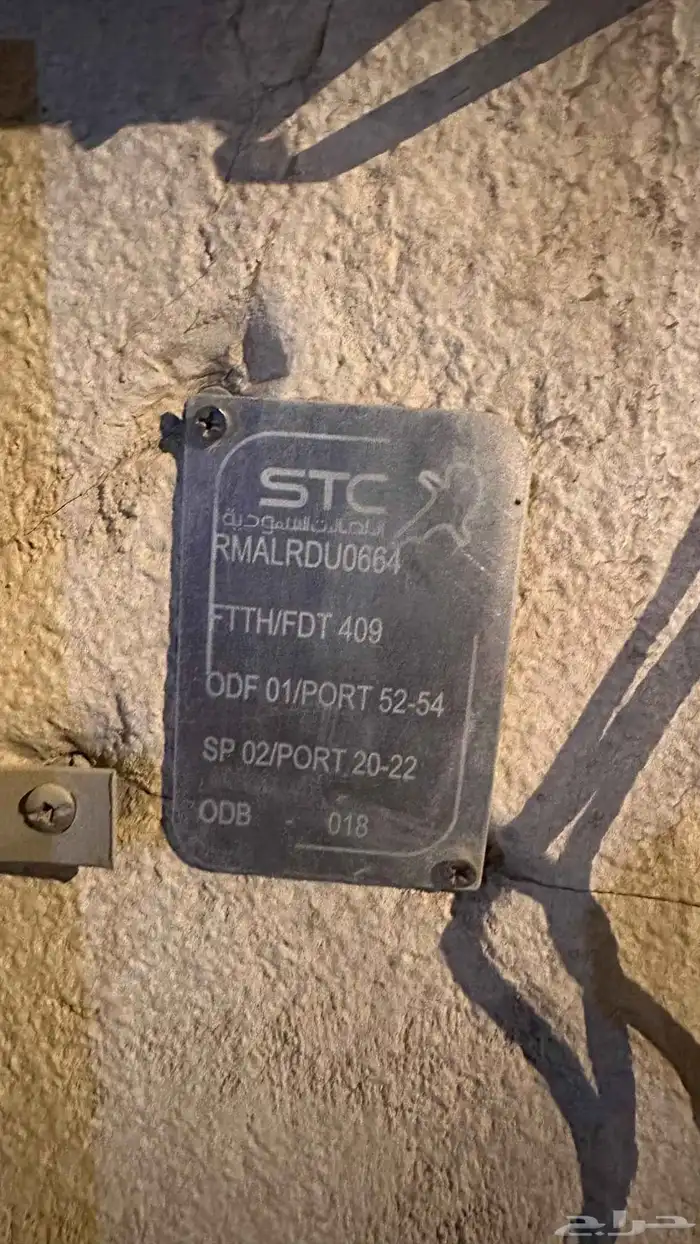 STC
الاتصالات السعودية
RMALRDU0664
FTTH/FDT 409
ODF 01/PORT 52-54
SP 02/PORT 20-22
ODB - 018
حراج